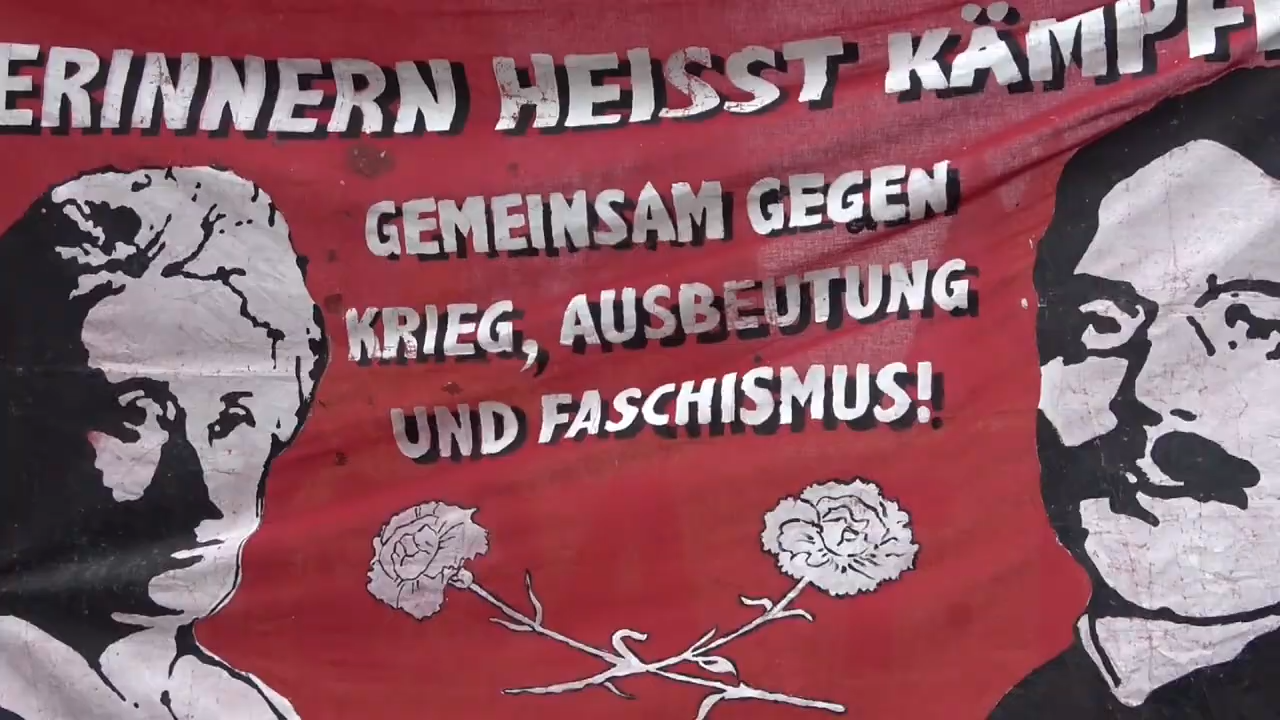 ERINNERN HEISST KÄMPF
GEMEINSAM GEGEN
KRIEG, AUSBEUTUNG
UND FASCHISMUS!